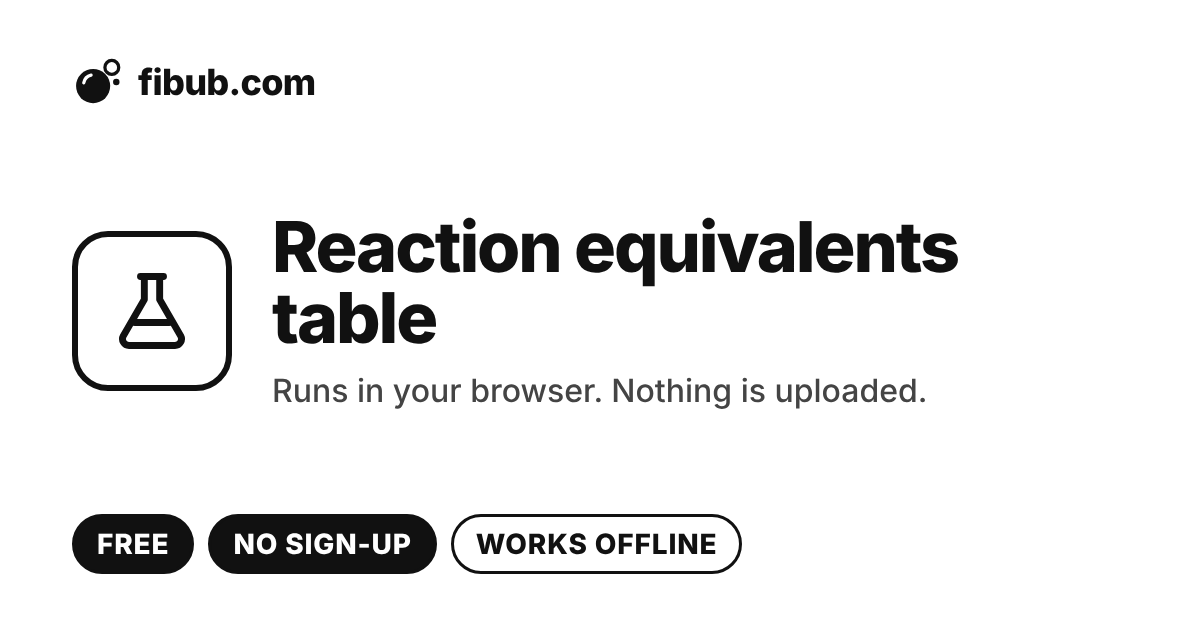 fibub.com
Reaction equivalents
table
Runs in your browser. Nothing is uploaded.
FREE
NO SIGN-UP
WORKS OFFLINE